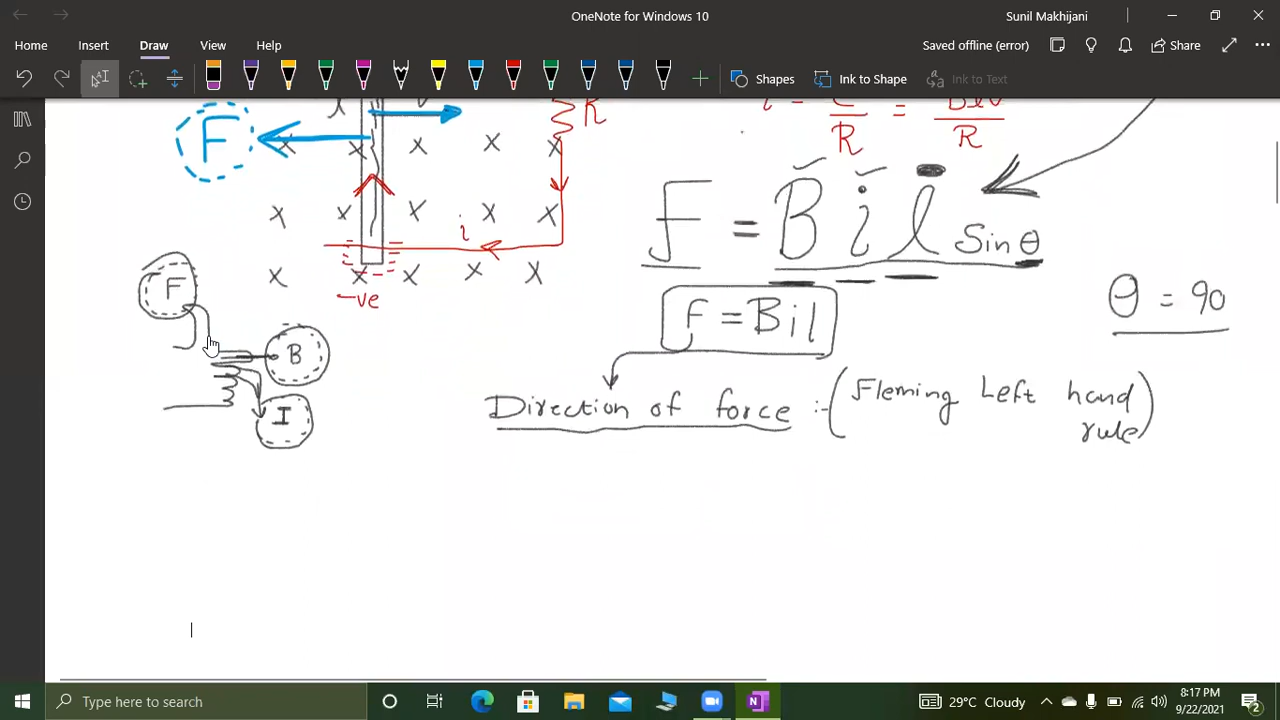 OneNote for Windows 10
Sunil Makhijani
Home Insert Draw View Help
Saved offline (error)
Share
Shapes
Ink to Shape
Ink to Text
l
R
F
i
-ve
R = R
F = B i l Sin θ
θ = 90
f = Bil
F
B
I
Direction of force :- (Fleming Left hand
rule)
Type here to search
29°C Cloudy
8:17 PM
9/22/2021
2